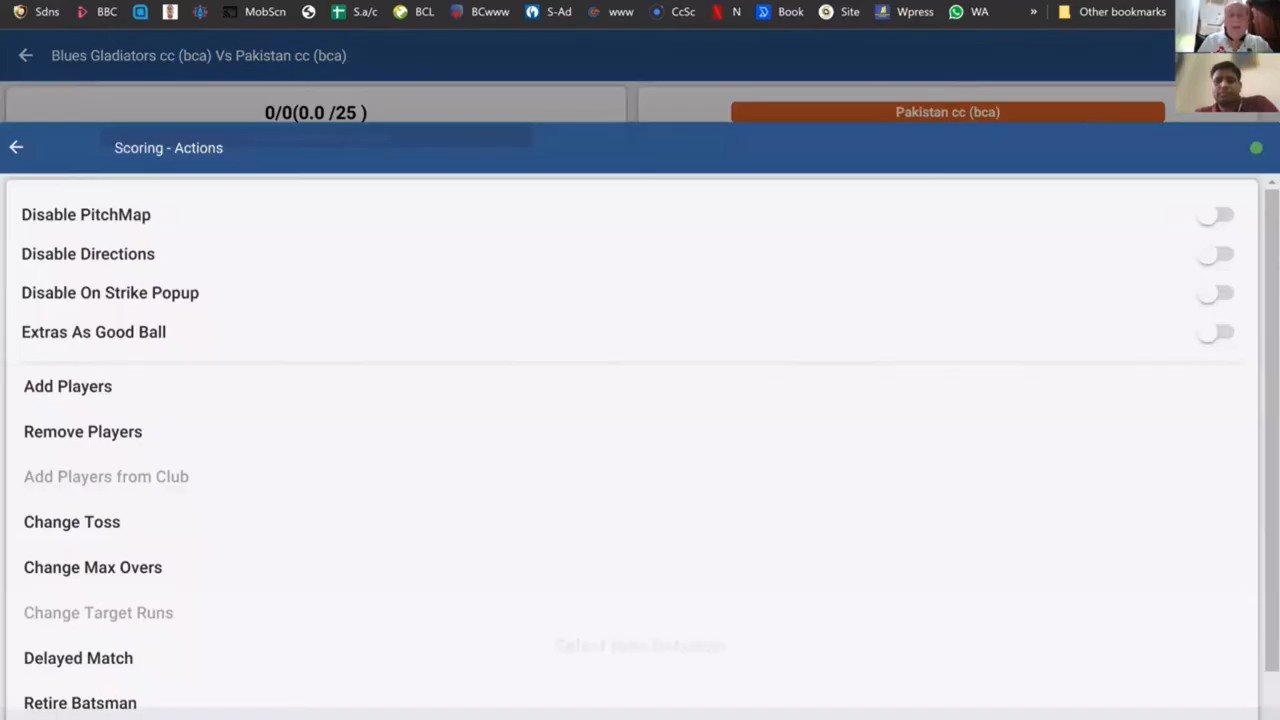 Sdns BBC MobScn S.a/c BCL BCwww S-Ad www CcSc N Book Site Wpress WA » Other bookmarks
Blues Gladiators cc (bca) Vs Pakistan cc (bca)
0/0(0.0 /25 )
Pakistan cc (bca)
Scoring - Actions
Disable PitchMap
Disable Directions
Disable On Strike Popup
Extras As Good Ball
Add Players
Remove Players
Add Players from Club
Change Toss
Change Max Overs
Change Target Runs
Delayed Match
Retire Batsman